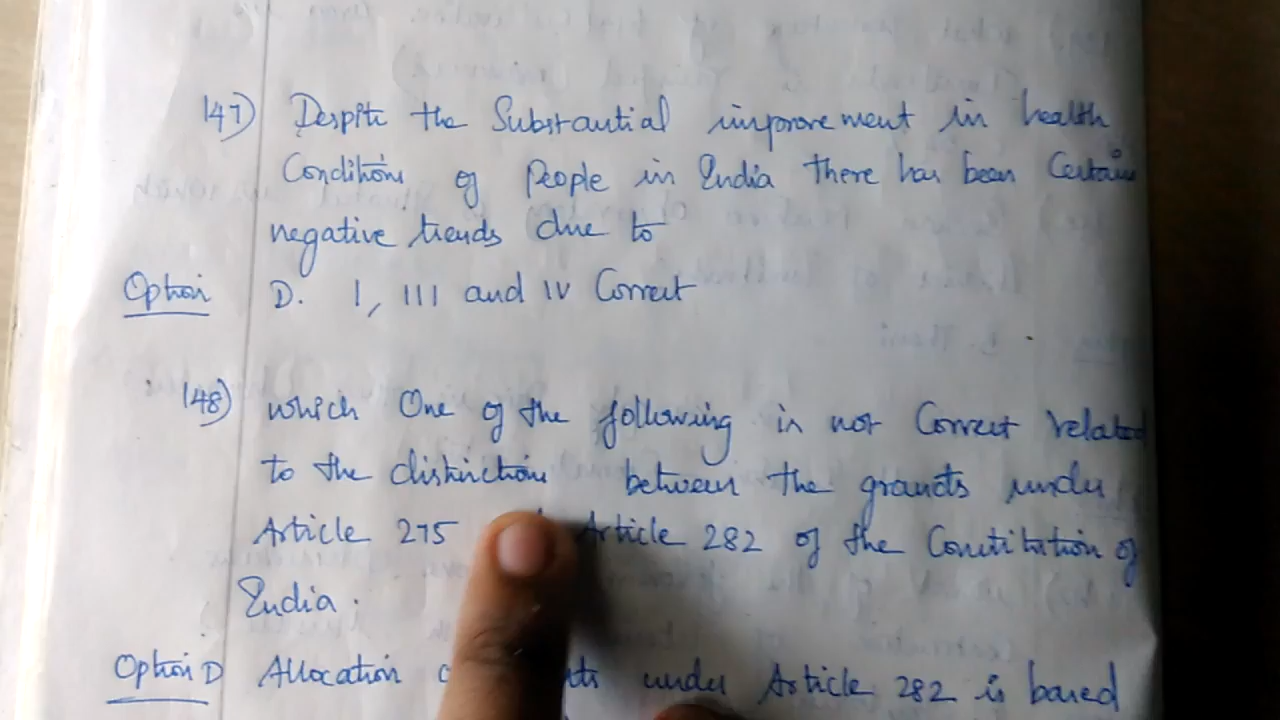 147) Despite the Substantial improvement in health
Conditions of People in India there has been Certain
negative trends due to
Option D. I, III and IV Correct
148) which One of the following is not Correct related
to the distinction between the grants under
Article 275 Article 282 of the Constitution of
India.
Option D Allocation under Article 282 is based